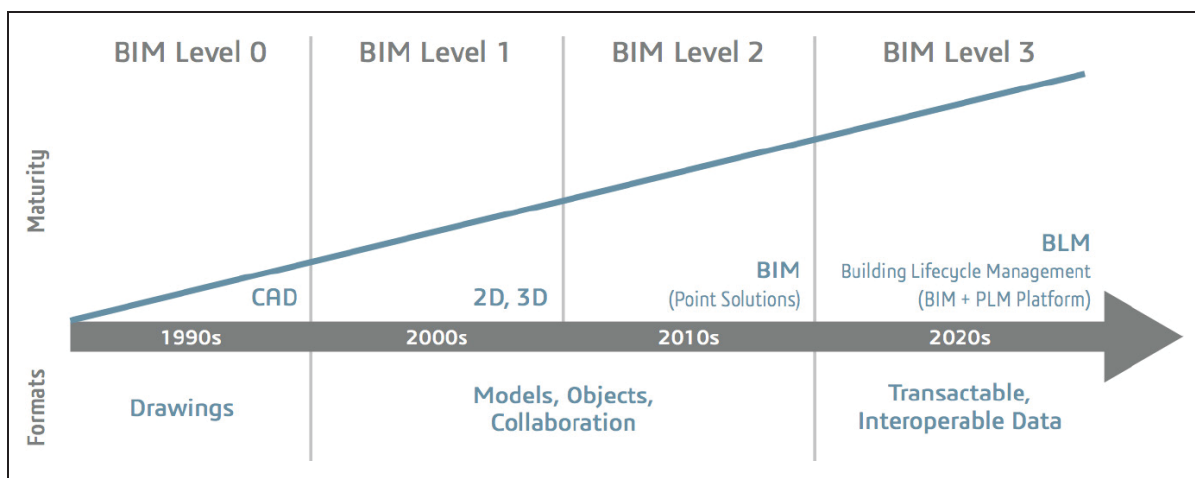 BIM Level 0
BIM Level 1
BIM Level 2
BIM Level 3
Maturity
CAD
2D, 3D
BIM
(Point Solutions)
BLM
Building Lifecycle Management
(BIM + PLM Platform)
1990s
2000s
2010s
2020s
Formats
Drawings
Models, Objects,
Collaboration
Transactable,
Interoperable Data